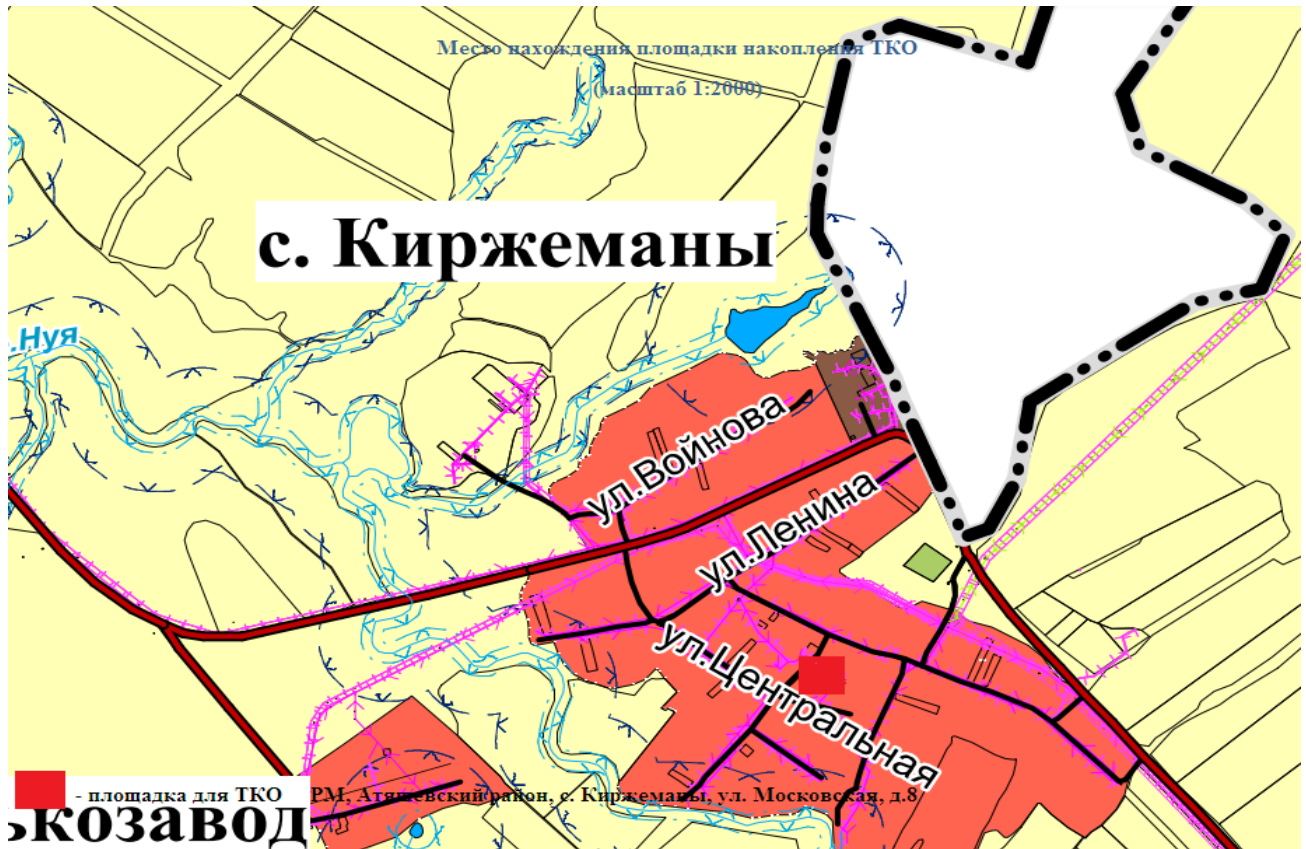 Место нахождения площадки накопления ТКО
(масштаб 1:2000)
с. Киржеманы
.Нуя
ул.Войнова
ул.Ленина
ул.Центральная
- площадка для ТКО РМ, Атяшевский район, с. Киржеманы, ул. Московская, д.8
ькозавод